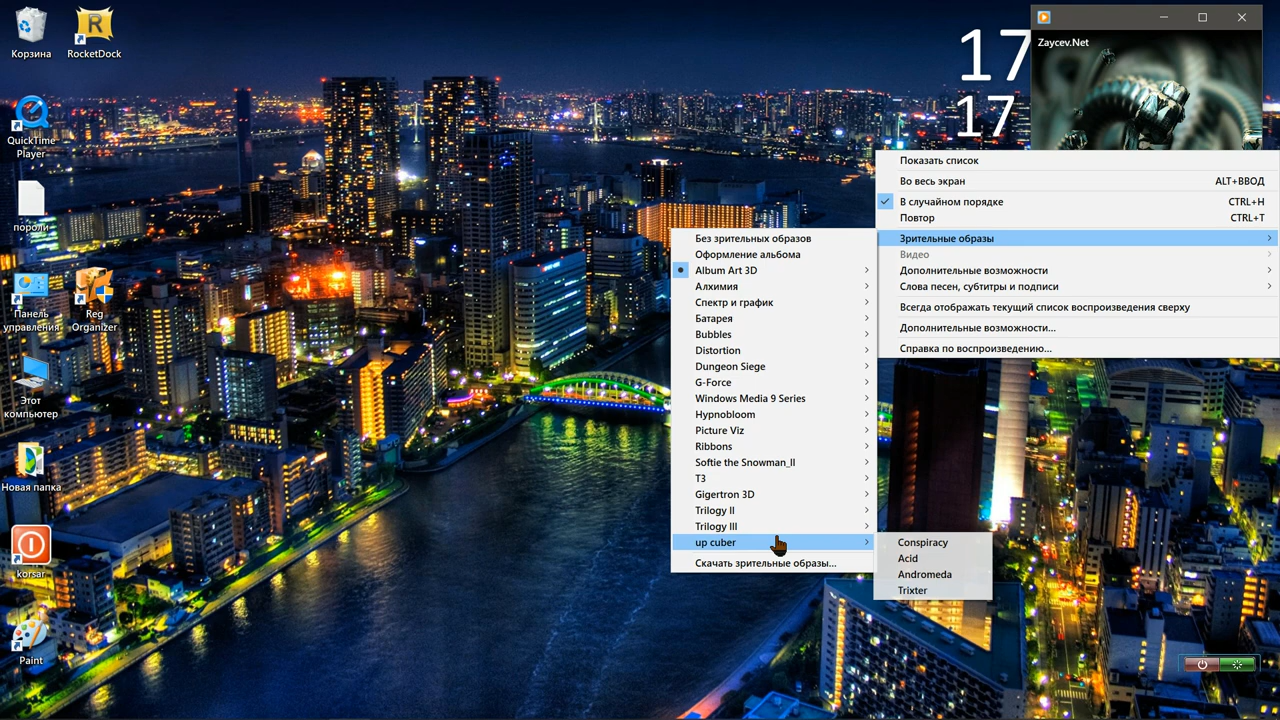 Корзина
RocketDock
QuickTime
Player
пороли
Панель
управления
Reg
Organizer
Этот
компьютер
Новая папка
korsar
Paint
17
17
Zaycev.Net
Показать список
Во весь экран ALT+ВВОД
В случайном порядке CTRL+H
Повтор CTRL+T
Зрительные образы
Видео
Дополнительные возможности
Слова песен, субтитры и подписи
Всегда отображать текущий список воспроизведения сверху
Дополнительные возможности...
Справка по воспроизведению...
Без зрительных образов
Оформление альбома
Album Art 3D
Алхимия
Спектр и график
Батарея
Bubbles
Distortion
Dungeon Siege
G-Force
Windows Media 9 Series
Hypnobloom
Picture Viz
Ribbons
Softie the Snowman_II
T3
Gigertron 3D
Trilogy II
Trilogy III
up cuber
Скачать зрительные образы...
Conspiracy
Acid
Andromeda
Trixter